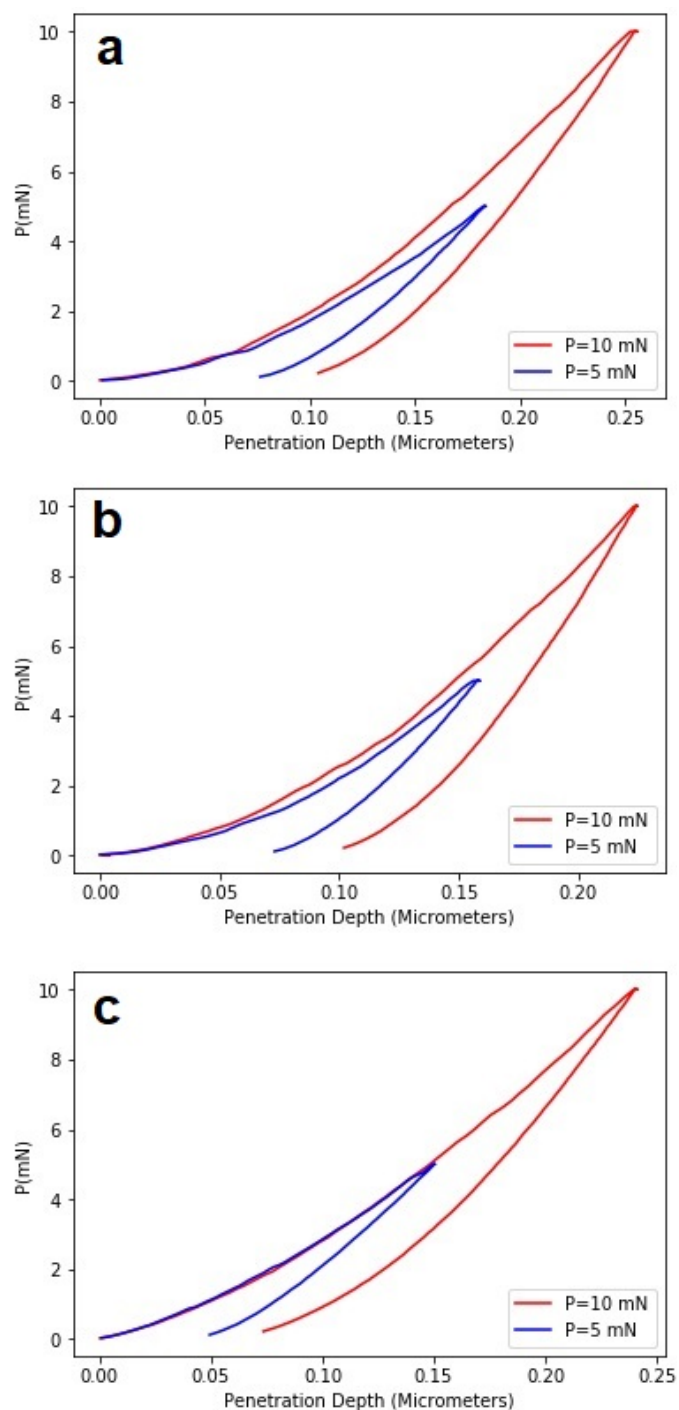 a
10
8
6
4
2
0
P(mN)
P=10 mN
P=5 mN
0.00 0.05 0.10 0.15 0.20 0.25
Penetration Depth (Micrometers)
b
10
8
6
4
2
0
P(mN)
P=10 mN
P=5 mN
0.00 0.05 0.10 0.15 0.20
Penetration Depth (Micrometers)
c
10
8
6
4
2
0
P(mN)
P=10 mN
P=5 mN
0.00 0.05 0.10 0.15 0.20 0.25
Penetration Depth (Micrometers)